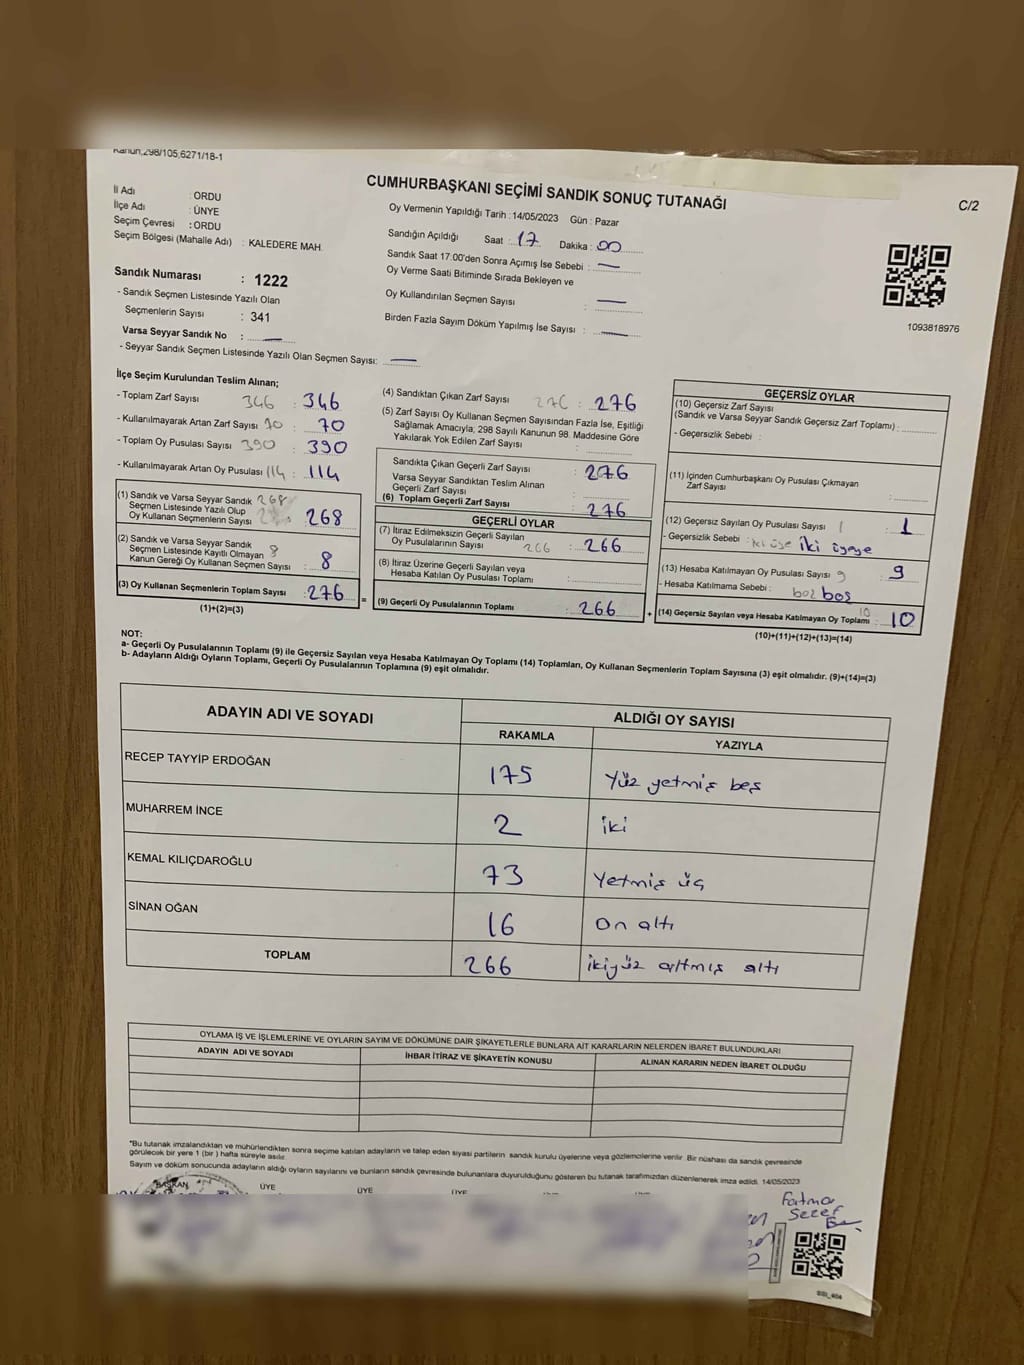 Kanun;298/105,6271/18-1
CUMHURBAŞKANI SEÇİMİ SANDIK SONUÇ TUTANAĞI
C/2
İl Adı : ORDU
İlçe Adı : ÜNYE
Seçim Çevresi : ORDU
Seçim Bölgesi (Mahalle Adı) : KALEDERE MAH.
Sandık Numarası : 1222
- Sandık Seçmen Listesinde Yazılı Olan
Seçmenlerin Sayısı : 341
Varsa Seyyar Sandık No : —
- Seyyar Sandık Seçmen Listesinde Yazılı Olan Seçmen Sayısı: —
Oy Vermenin Yapıldığı Tarih : 14/05/2023 Gün : Pazar
Sandığın Açıldığı Saat : 17 Dakika : 00
Sandık Saat 17:00'den Sonra Açımış İse Sebebi : —
Oy Verme Saati Bitiminde Sırada Bekleyen ve
Oy Kullandırılan Seçmen Sayısı : —
Birden Fazla Sayım Döküm Yapılmış İse Sayısı : —
1093818976
İlçe Seçim Kurulundan Teslim Alınan;
- Toplam Zarf Sayısı 346 : 346
- Kullanılmayarak Artan Zarf Sayısı 70 : 70
- Toplam Oy Pusulası Sayısı 390 : 390
- Kullanılmayarak Artan Oy Pusulası 114 : 114
(1) Sandık ve Varsa Seyyar Sandık 268
Seçmen Listesinde Yazılı Olup
Oy Kullanan Seçmenlerin Sayısı : 268
(2) Sandık ve Varsa Seyyar Sandık
Seçmen Listesinde Kayıtlı Olmayan 8
Kanun Gereği Oy Kullanan Seçmen Sayısı : 8
(3) Oy Kullanan Seçmenlerin Toplam Sayısı : 276
(1)+(2)=(3)
(4) Sandıktan Çıkan Zarf Sayısı 276 : 276
(5) Zarf Sayısı Oy Kullanan Seçmen Sayısından Fazla İse, Eşitliği
Sağlamak Amacıyla, 298 Sayılı Kanunun 98. Maddesine Göre
Yakılarak Yok Edilen Zarf Sayısı :
Sandıkta Çıkan Geçerli Zarf Sayısı : 276
Varsa Seyyar Sandıktan Teslim Alınan
Geçerli Zarf Sayısı :
(6) Toplam Geçerli Zarf Sayısı : 276
GEÇERLİ OYLAR
(7) İtiraz Edilmeksizin Geçerli Sayılan
Oy Pusulalarının Sayısı 266 : 266
(8) İtiraz Üzerine Geçerli Sayılan veya
Hesaba Katılan Oy Pusulası Toplamı :
= (9) Geçerli Oy Pusulalarının Toplamı : 266
GEÇERSİZ OYLAR
(10) Geçersiz Zarf Sayısı
(Sandık ve Varsa Seyyar Sandık Geçersiz Zarf Toplamı) :
- Geçersizlik Sebebi :
(11) İçinden Cumhurbaşkanı Oy Pusulası Çıkmayan
Zarf Sayısı :
(12) Geçersiz Sayılan Oy Pusulası Sayısı 1 : 1
- Geçersizlik Sebebi : iki üye iki üyeye
(13) Hesaba Katılmayan Oy Pusulası Sayısı 9 : 9
- Hesaba Katılmama Sebebi : boş boş
10
+ (14) Geçersiz Sayılan veya Hesaba Katılmayan Oy Toplamı : 10
(10)+(11)+(12)+(13)=(14)
NOT:
a- Geçerli Oy Pusulalarının Toplamı (9) ile Geçersiz Sayılan veya Hesaba Katılmayan Oy Toplamı (14) Toplamları, Oy Kullanan Seçmenlerin Toplam Sayısına (3) eşit olmalıdır. (9)+(14)=(3)
b- Adayların Aldığı Oyların Toplamı, Geçerli Oy Pusulalarının Toplamına (9) eşit olmalıdır.
ADAYIN ADI VE SOYADI
ALDIĞI OY SAYISI
RAKAMLA
YAZIYLA
RECEP TAYYİP ERDOĞAN 175 Yüz yetmiş beş
MUHARREM İNCE 2 iki
KEMAL KILIÇDAROĞLU 73 Yetmiş üç
SİNAN OĞAN 16 on altı
TOPLAM 266 ikiyüz altmış altı
OYLAMA İŞ VE İŞLEMLERİNE VE OYLARIN SAYIM VE DÖKÜMÜNE DAİR ŞİKAYETLERLE BUNLARA AİT KARARLARIN NELERDEN İBARET BULUNDUKLARI
ADAYIN ADI VE SOYADI
İHBAR İTİRAZ VE ŞİKAYETİN KONUSU
ALINAN KARARIN NEDEN İBARET OLDUĞU
*Bu tutanak imzalandıktan ve mühürlendikten sonra seçime katılan adayların ve talep eden siyasi partilerin sandık kurulu üyelerine veya gözlemcilerine verilir. Bir nüshası da sandık çevresinde
görülecek bir yere 1 (bir ) hafta süreyle asılır.
Sayım ve döküm sonucunda adayların aldığı oyların sayılarını ve bunların sandık çevresinde bulunanlara duyurulduğunu gösteren bu tutanak tarafımızdan düzenlenerek imza edildi. 14/05/2023
BAŞKAN ÜYE ÜYE ÜYE
Fatma
Sezer